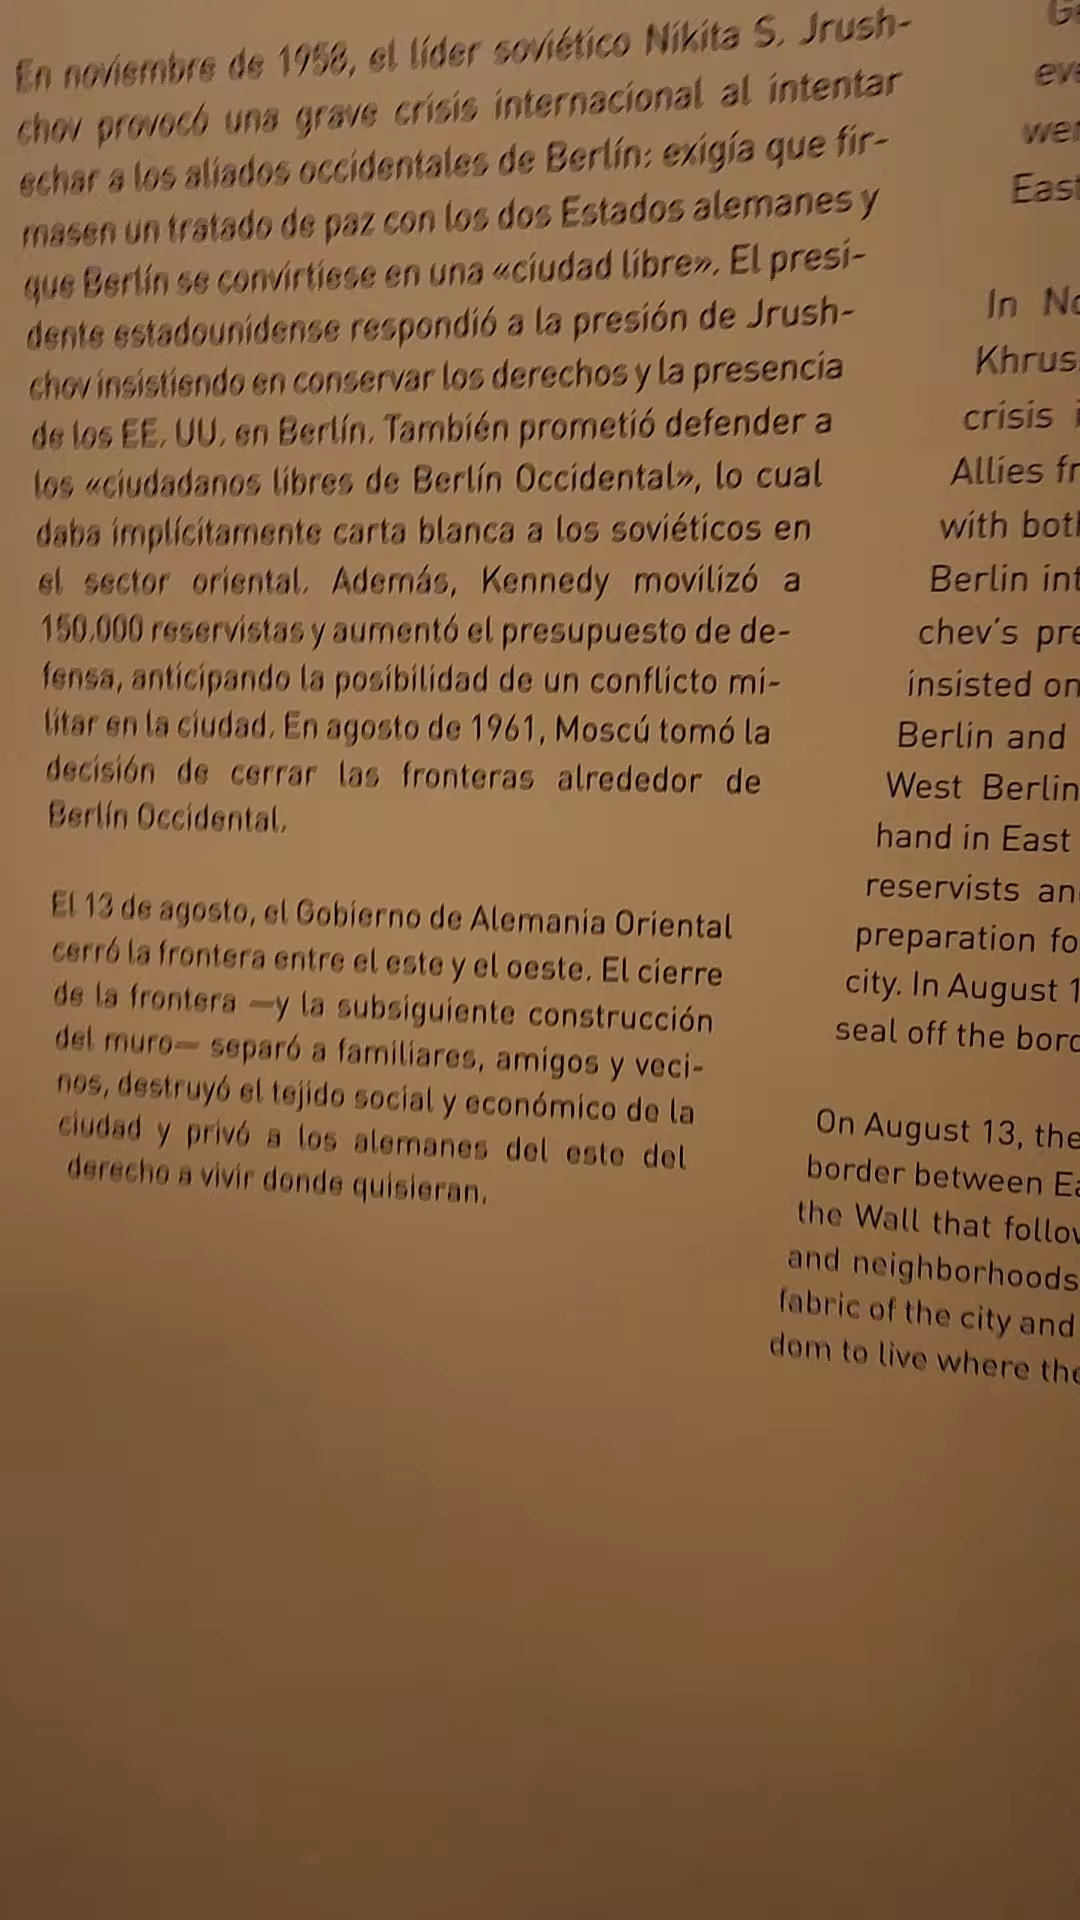 En noviembre de 1958, el líder soviético Nikita S. Jrush-
chov provocó una grave crisis internacional al intentar
echar a los aliados occidentales de Berlín: exigía que fir-
masen un tratado de paz con los dos Estados alemanes y
que Berlín se convirtiese en una «ciudad libre». El presi-
dente estadounidense respondió a la presión de Jrush-
chov insistiendo en conservar los derechos y la presencia
de los EE. UU. en Berlín. También prometió defender a
los «ciudadanos libres de Berlín Occidental», lo cual
daba implícitamente carta blanca a los soviéticos en
el sector oriental. Además, Kennedy movilizó a
150.000 reservistas y aumentó el presupuesto de de-
fensa, anticipando la posibilidad de un conflicto mi-
litar en la ciudad. En agosto de 1961, Moscú tomó la
decisión de cerrar las fronteras alrededor de
Berlín Occidental.
El 13 de agosto, el Gobierno de Alemania Oriental
cerró la frontera entre el este y el oeste. El cierre
de la frontera —y la subsiguiente construcción
del muro— separó a familiares, amigos y veci-
nos, destruyó el tejido social y económico de la
ciudad y privó a los alemanes del este del
derecho a vivir donde quisieran.
eve
wer
East
In No
Khrus
crisis
Allies fr
with both
Berlin int
chev's pre
insisted on
Berlin and
West Berlin
hand in East
reservists an
preparation fo
city. In August 1
seal off the bord
On August 13, the
border between Ea
the Wall that follow
and neighborhoods
fabric of the city and
dom to live where the